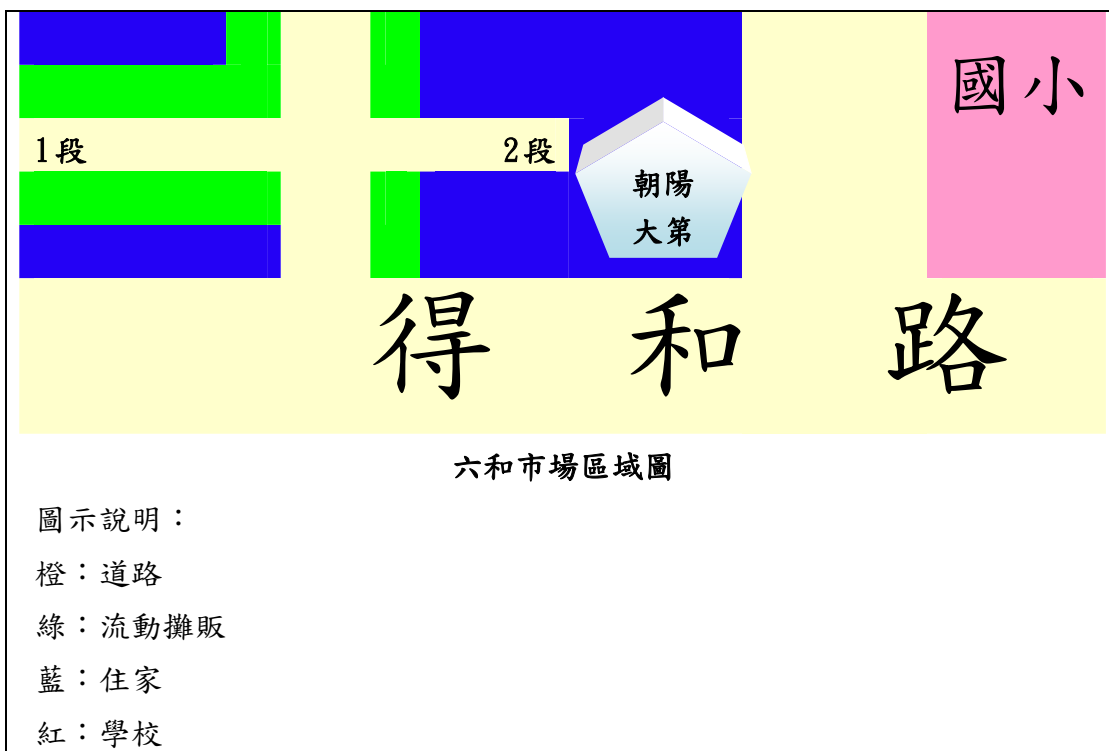 國小
1段
2段
朝陽
大第
得和路
六和市場區域圖
圖示說明：
橙：道路
綠：流動攤販
藍：住家
紅：學校